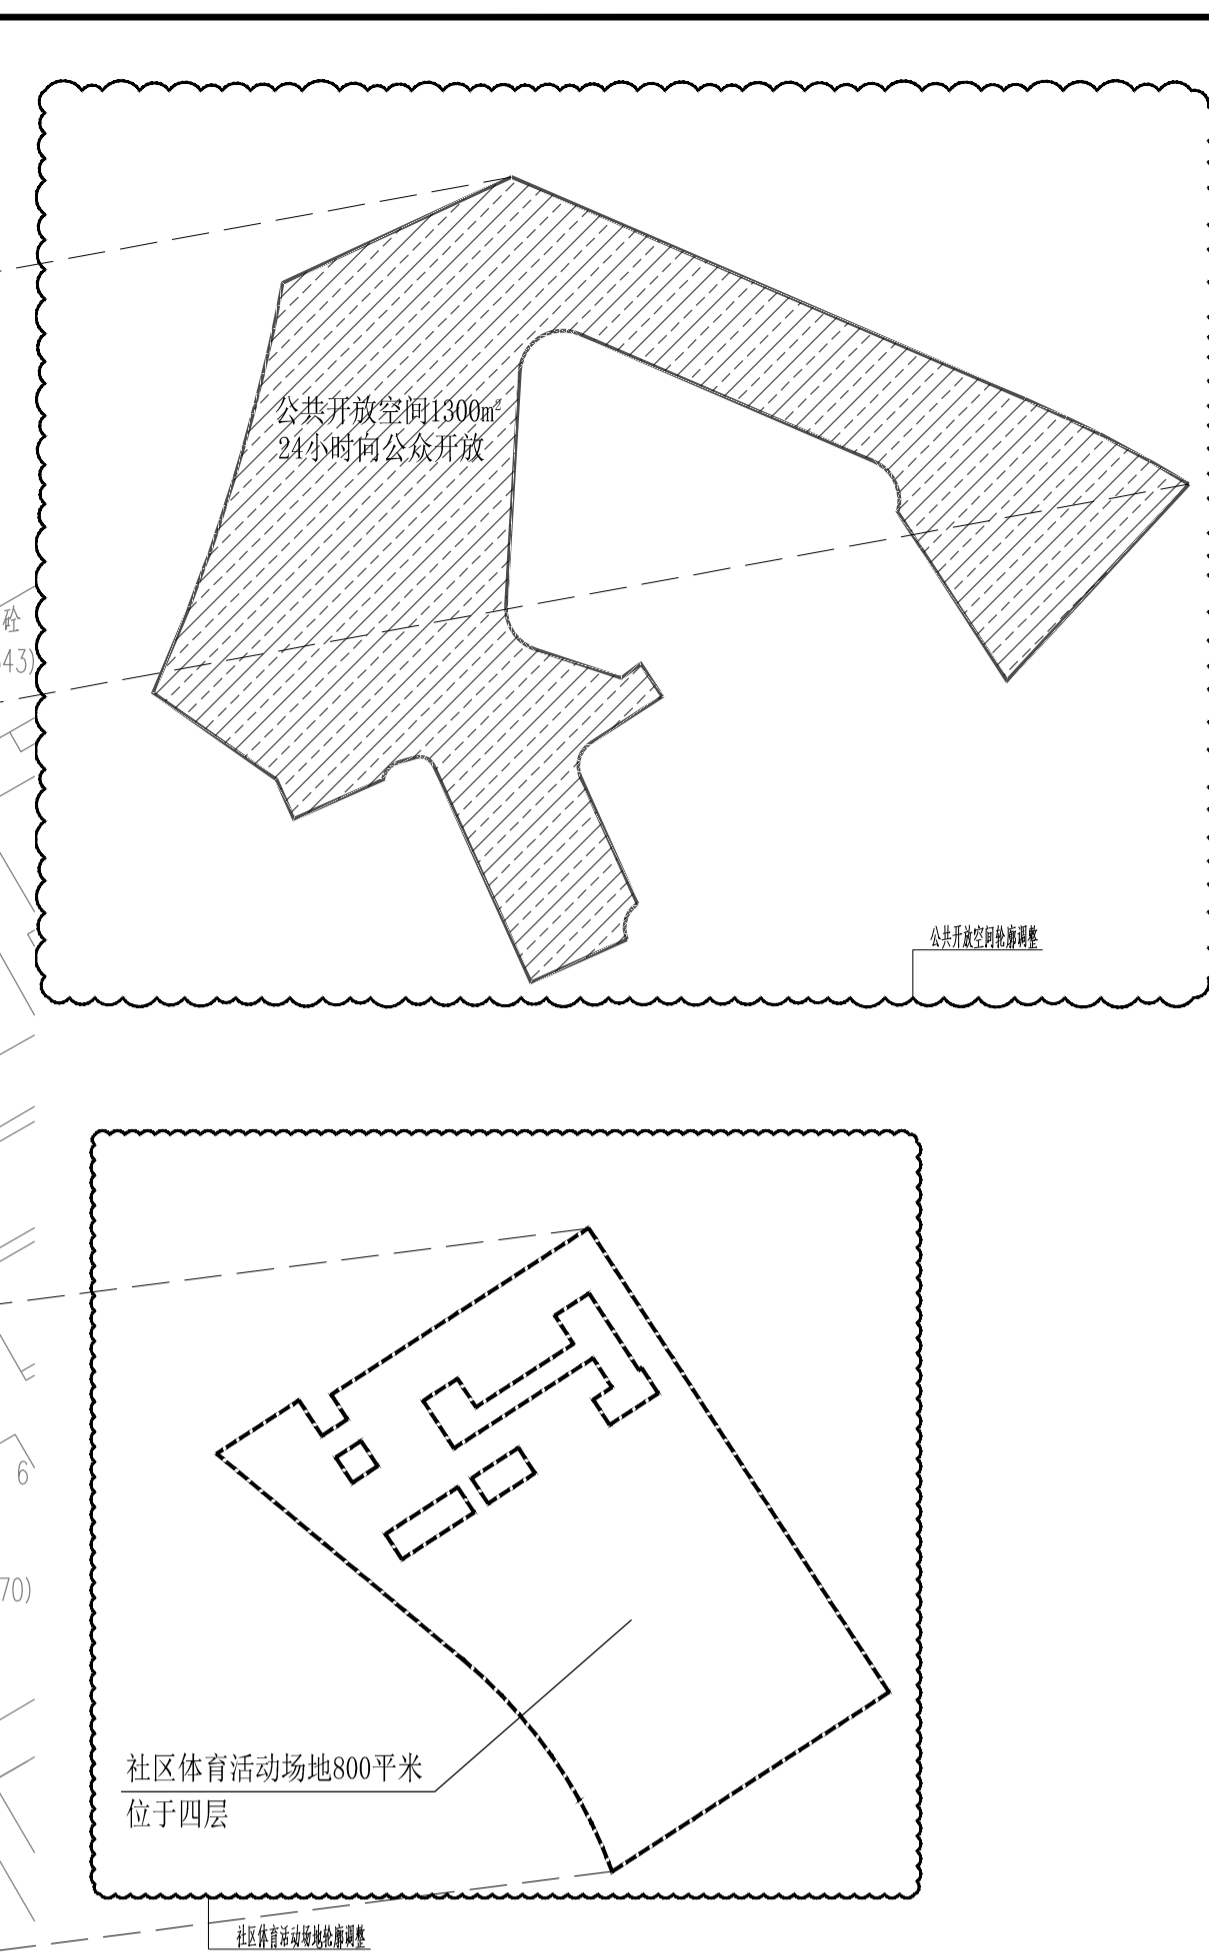 公共开放空间1300m²
24小时向公众开放
砼
43)
公共开放空间轮廓调整
6
70)
社区体育活动场地800平米
位于四层
社区体育活动场地轮廓调整